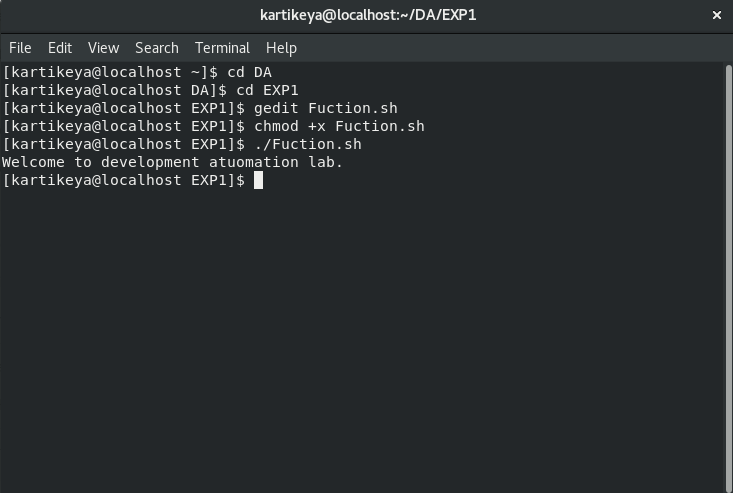 kartikeya@localhost:~/DA/EXP1 ×
File Edit View Search Terminal Help
[kartikeya@localhost ~]$ cd DA
[kartikeya@localhost DA]$ cd EXP1
[kartikeya@localhost EXP1]$ gedit Fuction.sh
[kartikeya@localhost EXP1]$ chmod +x Fuction.sh
[kartikeya@localhost EXP1]$ ./Fuction.sh
Welcome to development atuomation lab.
[kartikeya@localhost EXP1]$